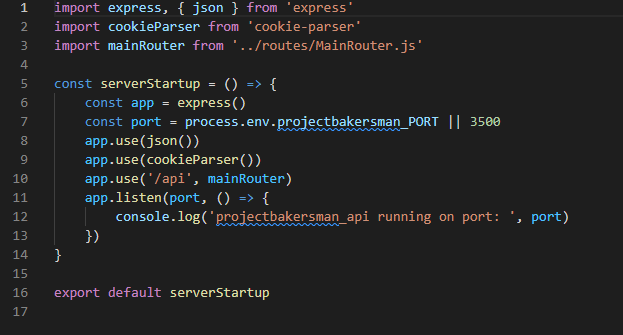 1 import express, { json } from 'express'
2 import cookieParser from 'cookie-parser'
3 import mainRouter from '../routes/MainRouter.js'
4
5 const serverStartup = () => {
6     const app = express()
7     const port = process.env.projectbakersman_PORT || 3500
8     app.use(json())
9     app.use(cookieParser())
10     app.use('/api', mainRouter)
11     app.listen(port, () => {
12         console.log('projectbakersman_api running on port: ', port)
13     })
14 }
15
16 export default serverStartup
17